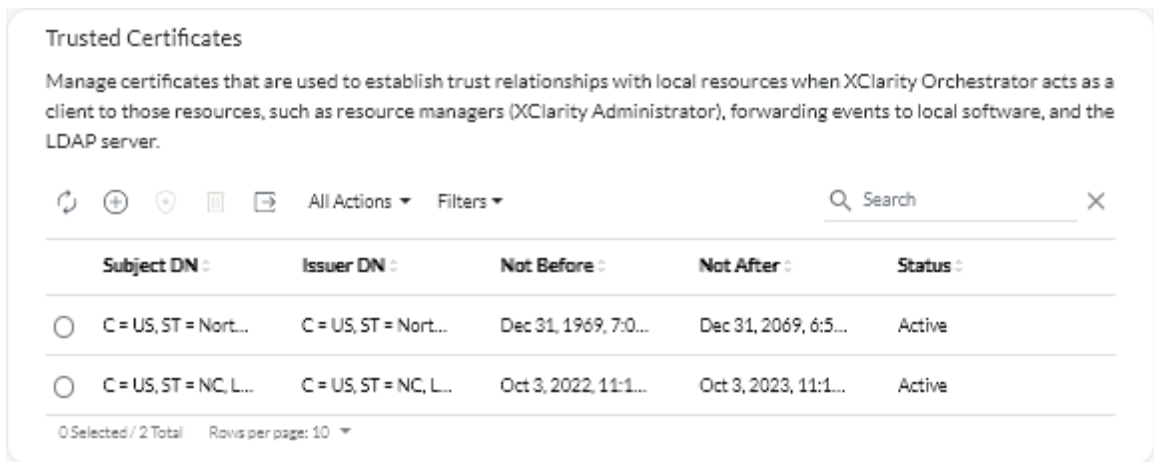 Trusted Certificates
Manage certificates that are used to establish trust relationships with local resources when XClarity Orchestrator acts as a
client to those resources, such as resource managers (XClarity Administrator), forwarding events to local software, and the
LDAP server.
All Actions Filters Search
Subject DN Issuer DN Not Before Not After Status
C = US, ST = Nort... C = US, ST = Nort... Dec 31, 1969, 7:0... Dec 31, 2069, 6:5... Active
C = US, ST = NC, L... C = US, ST = NC, L... Oct 3, 2022, 11:1... Oct 3, 2023, 11:1... Active
0 Selected / 2 Total Rows per page: 10